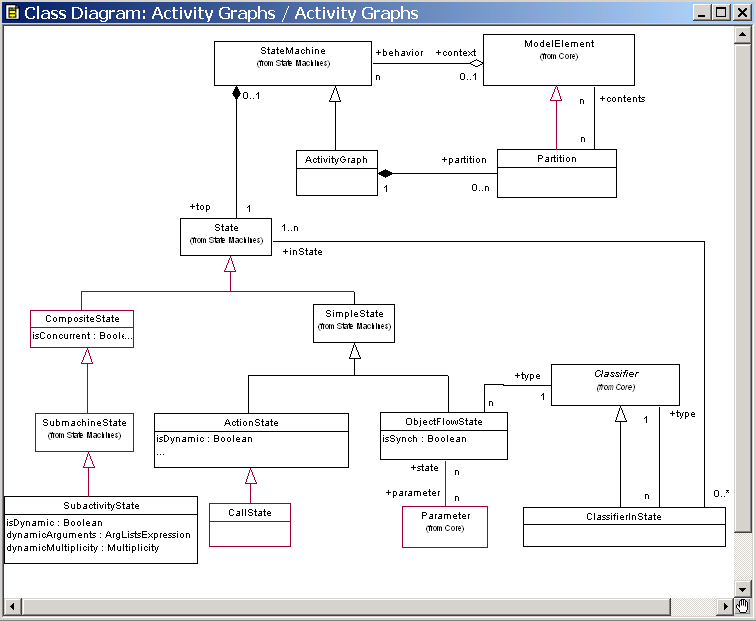 Class Diagram: Activity Graphs / Activity Graphs
StateMachine
(from State Machines)
+behavior
+context
n
0..1
ModelElement
(from Core)
0..1
n
+contents
n
ActivityGraph
+partition
1
0..n
Partition
+top
1
State
(from State Machines)
1..n
+inState
CompositeState
isConcurrent : Boole...
SimpleState
(from State Machines)
+type
n
1
Classifier
(from Core)
1
+type
SubmachineState
(from State Machines)
ActionState
isDynamic : Boolean
...
ObjectFlowState
isSynch : Boolean
+state
n
+parameter
n
n
0..*
SubactivityState
isDynamic : Boolean
dynamicArguments : ArgListsExpression
dynamicMultiplicity : Multiplicity
CallState
Parameter
(from Core)
ClassifierInState